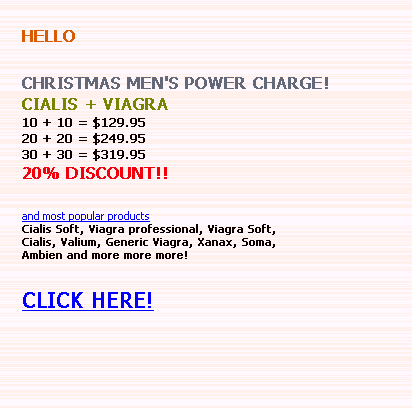 HELLO
CHRISTMAS MEN'S POWER CHARGE!
CIALIS + VIAGRA
10 + 10 = $129.95
20 + 20 = $249.95
30 + 30 = $319.95
20% DISCOUNT!!
and most popular products
Cialis Soft, Viagra professional, Viagra Soft,
Cialis, Valium, Generic Viagra, Xanax, Soma,
Ambien and more more more!
CLICK HERE!